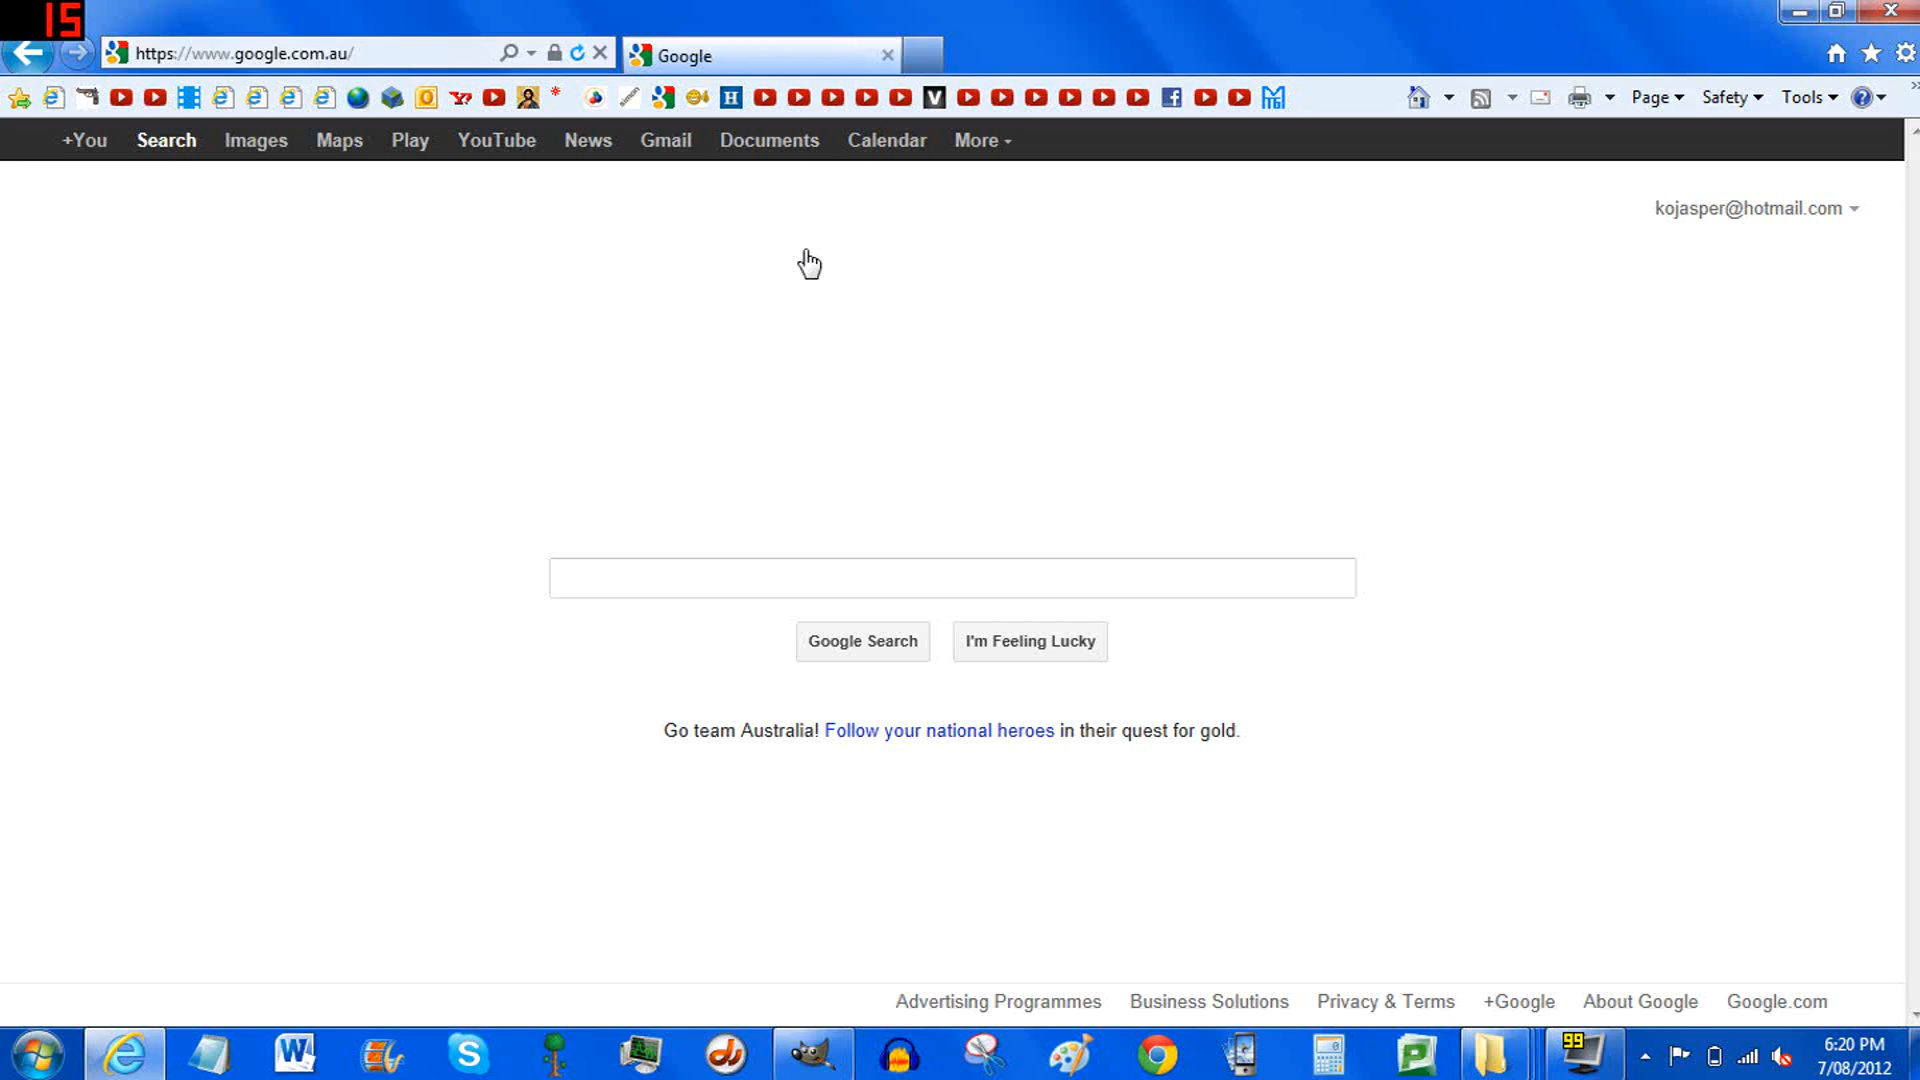 15
https://www.google.com.au/
Google
Page
Safety
Tools
+You Search Images Maps Play YouTube News Gmail Documents Calendar More
kojasper@hotmail.com
Google Search
I'm Feeling Lucky
Go team Australia! Follow your national heroes in their quest for gold.
Advertising Programmes Business Solutions Privacy & Terms +Google About Google Google.com
99
6:20 PM
7/08/2012